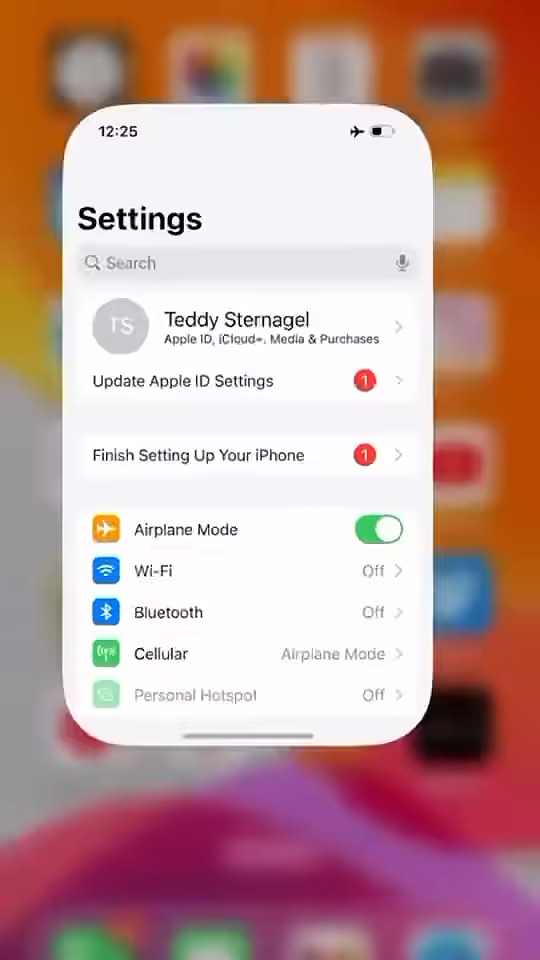 12:25
Settings
Search
TS
Teddy Sternagel
Apple ID, iCloud+, Media & Purchases
Update Apple ID Settings 1
Finish Setting Up Your iPhone 1
Airplane Mode
Wi-Fi Off
Bluetooth Off
Cellular Airplane Mode
Personal Hotspot Off